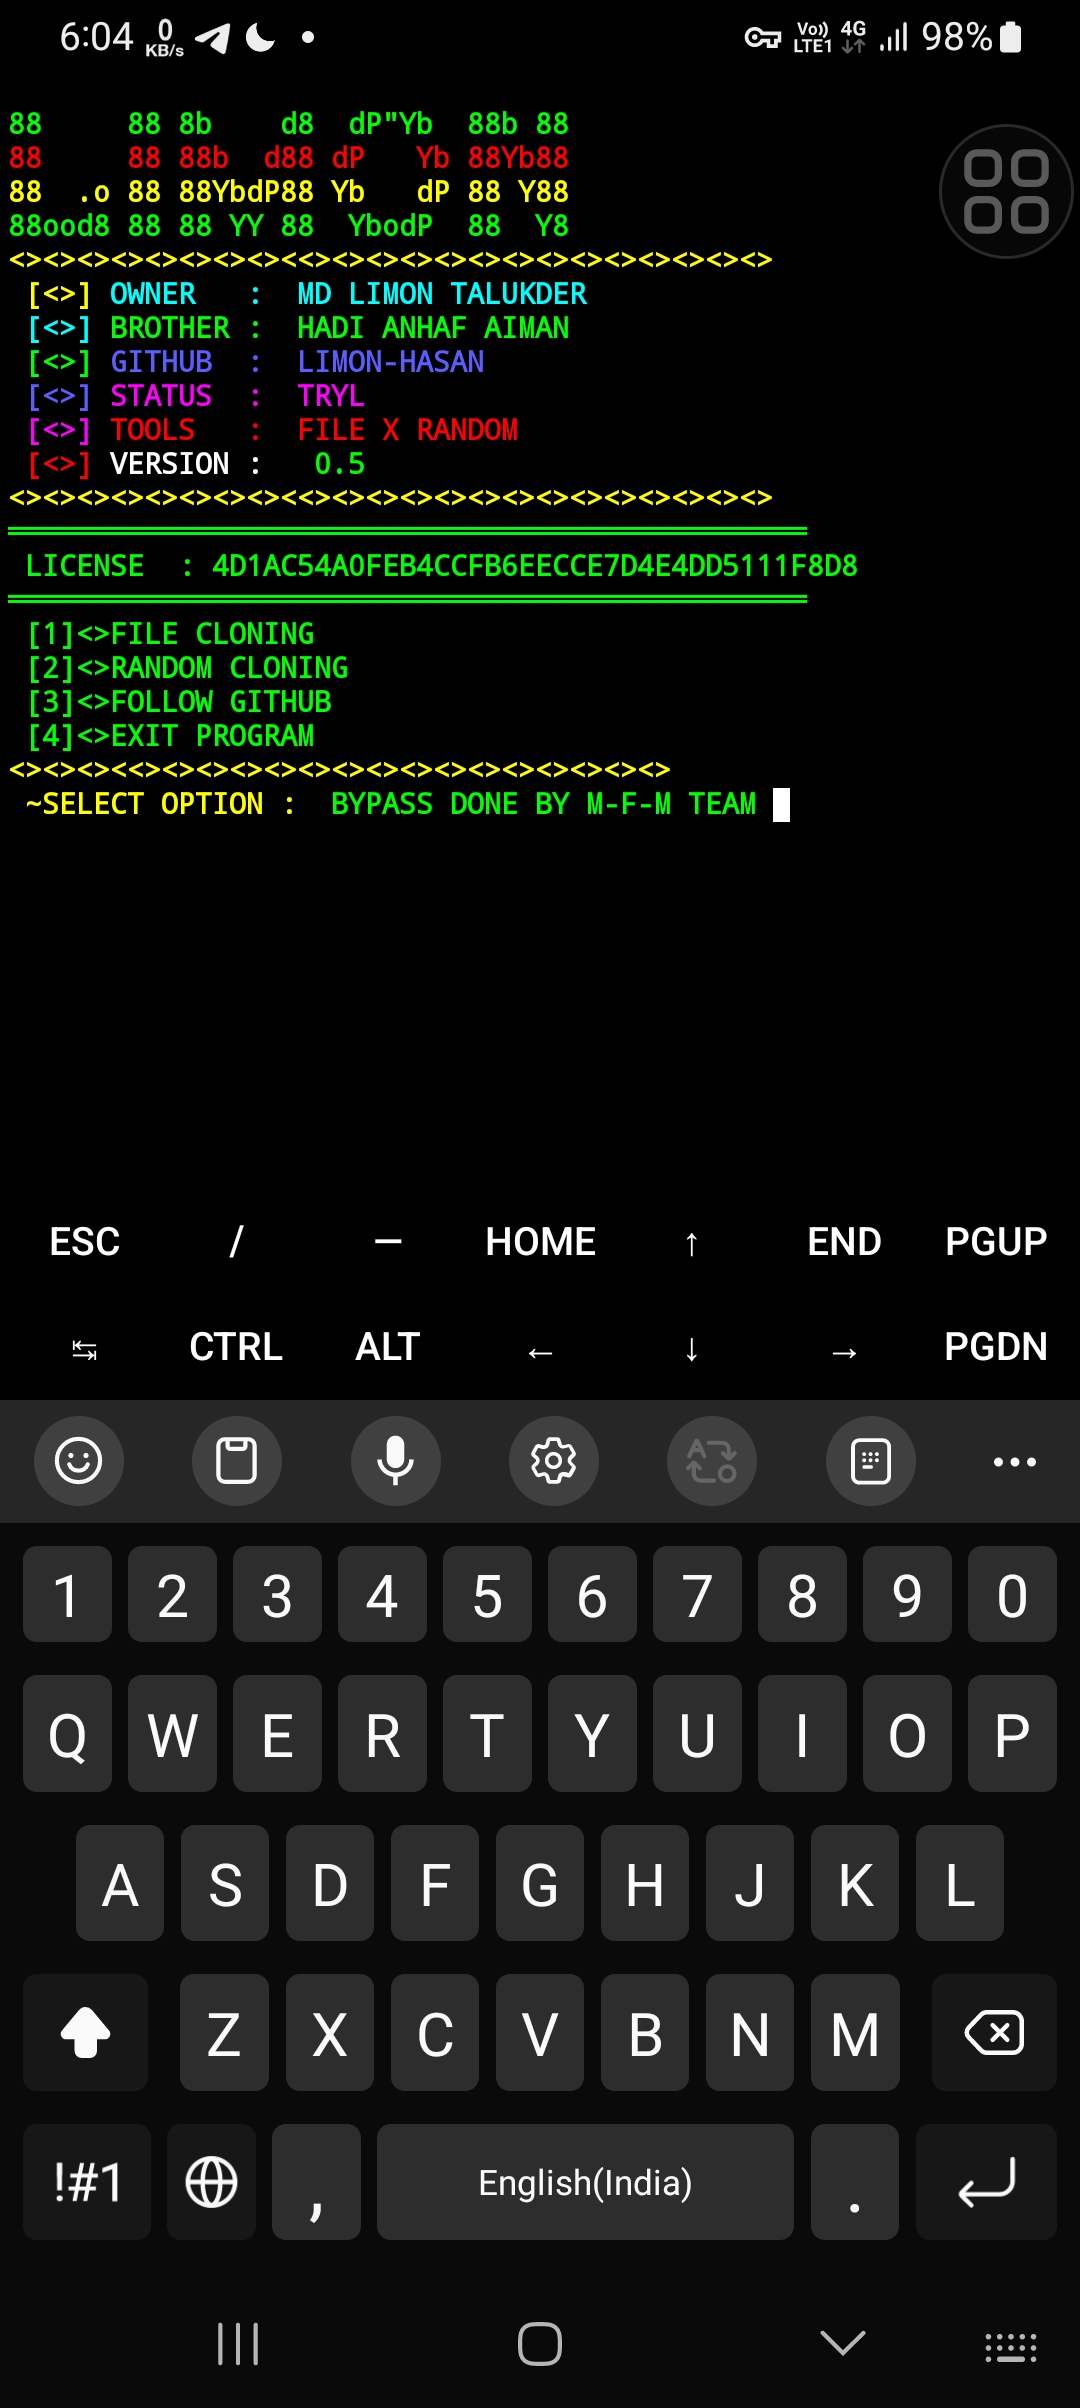 6:04 0 KB/s Vo)) LTE1 4G 98%
88     88 8b    d8  dP"Yb  88b 88
88     88 88b  d88 dP   Yb 88Yb88
88  .o 88 88YbdP88 Yb   dP 88 Y88
88ood8 88 88 YY 88  YbodP  88  Y8
<><><><><><><><><><><><><><><><><><><><><><>
[<>] OWNER   :  MD LIMON TALUKDER
[<>] BROTHER :  HADI ANHAF AIMAN
[<>] GITHUB  :  LIMON-HASAN
[<>] STATUS  :  TRYL
[<>] TOOLS   :  FILE X RANDOM
[<>] VERSION :   0.5
<><><><><><><><><><><><><><><><><><><><><><>
LICENSE  : 4D1AC54A0FEB4CCFB6EECCE7D4E4DD5111F8D8
[1]<>FILE CLONING
[2]<>RANDOM CLONING
[3]<>FOLLOW GITHUB
[4]<>EXIT PROGRAM
<><><><<><><><><><><><><><><><><><><><>
~SELECT OPTION :  BYPASS DONE BY M-F-M TEAM
ESC / — HOME ↑ END PGUP
↹ CTRL ALT ← ↓ → PGDN
1 2 3 4 5 6 7 8 9 0
Q W E R T Y U I O P
A S D F G H J K L
Z X C V B N M
!#1 , English(India) .